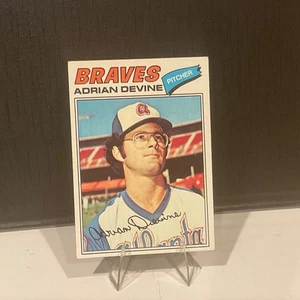 BRAVES
ADRIAN DEVINE
PITCHER
Adrian Devine
Atlanta